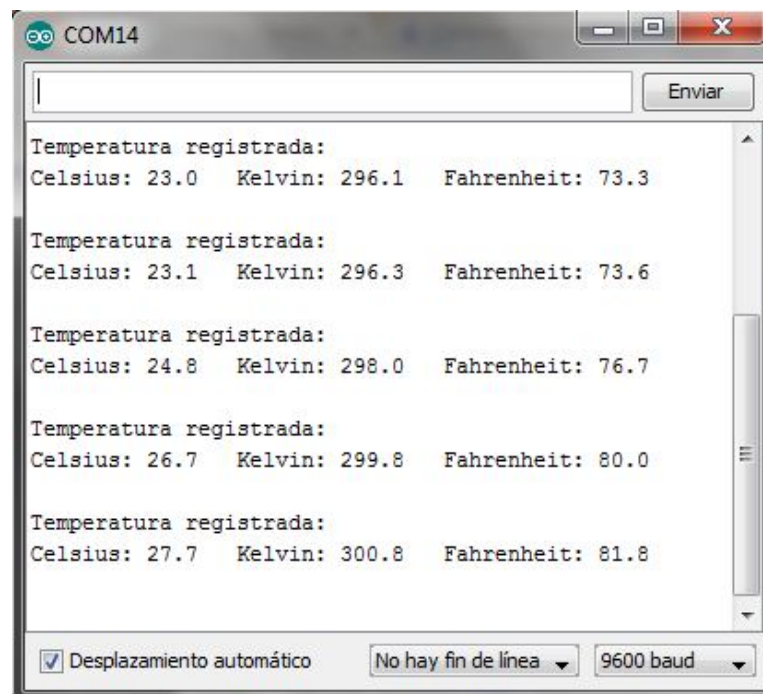 COM14
Enviar
Temperatura registrada:
Celsius: 23.0 Kelvin: 296.1 Fahrenheit: 73.3
Temperatura registrada:
Celsius: 23.1 Kelvin: 296.3 Fahrenheit: 73.6
Temperatura registrada:
Celsius: 24.8 Kelvin: 298.0 Fahrenheit: 76.7
Temperatura registrada:
Celsius: 26.7 Kelvin: 299.8 Fahrenheit: 80.0
Temperatura registrada:
Celsius: 27.7 Kelvin: 300.8 Fahrenheit: 81.8
Desplazamiento automático No hay fin de línea 9600 baud